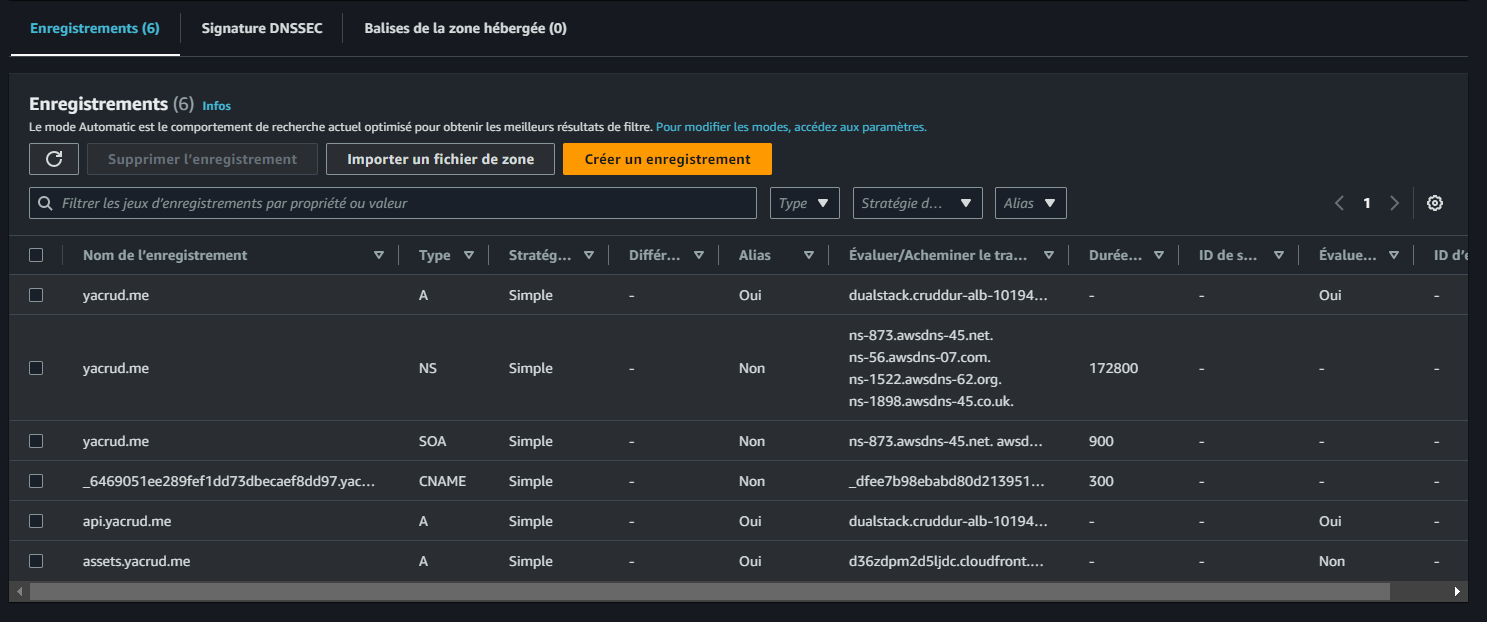 Enregistrements (6) Signature DNSSEC Balises de la zone hébergée (0)
Enregistrements (6) Infos
Le mode Automatic est le comportement de recherche actuel optimisé pour obtenir les meilleurs résultats de filtre. Pour modifier les modes, accédez aux paramètres.
Supprimer l'enregistrement Importer un fichier de zone Créer un enregistrement
Filtrer les jeux d'enregistrements par propriété ou valeur Type Stratégie d... Alias 1
Nom de l'enregistrement Type Stratég... Différ... Alias Évaluer/Acheminer le tra... Durée... ID de s... Évalue... ID d'e
yacrud.me A Simple - Oui dualstack.cruddur-alb-10194... - - Oui -
ns-873.awsdns-45.net.
ns-56.awsdns-07.com.
yacrud.me NS Simple - Non 172800 - - -
ns-1522.awsdns-62.org.
ns-1898.awsdns-45.co.uk.
yacrud.me SOA Simple - Non ns-873.awsdns-45.net. awsd... 900 - - -
_6469051ee289fef1dd73dbecaef8dd97.yac... CNAME Simple - Non _dfee7b98ebabd80d213951... 300 - - -
api.yacrud.me A Simple - Oui dualstack.cruddur-alb-10194... - - Oui -
assets.yacrud.me A Simple - Oui d36zdpm2d5ljdc.cloudfront.... - - Non -